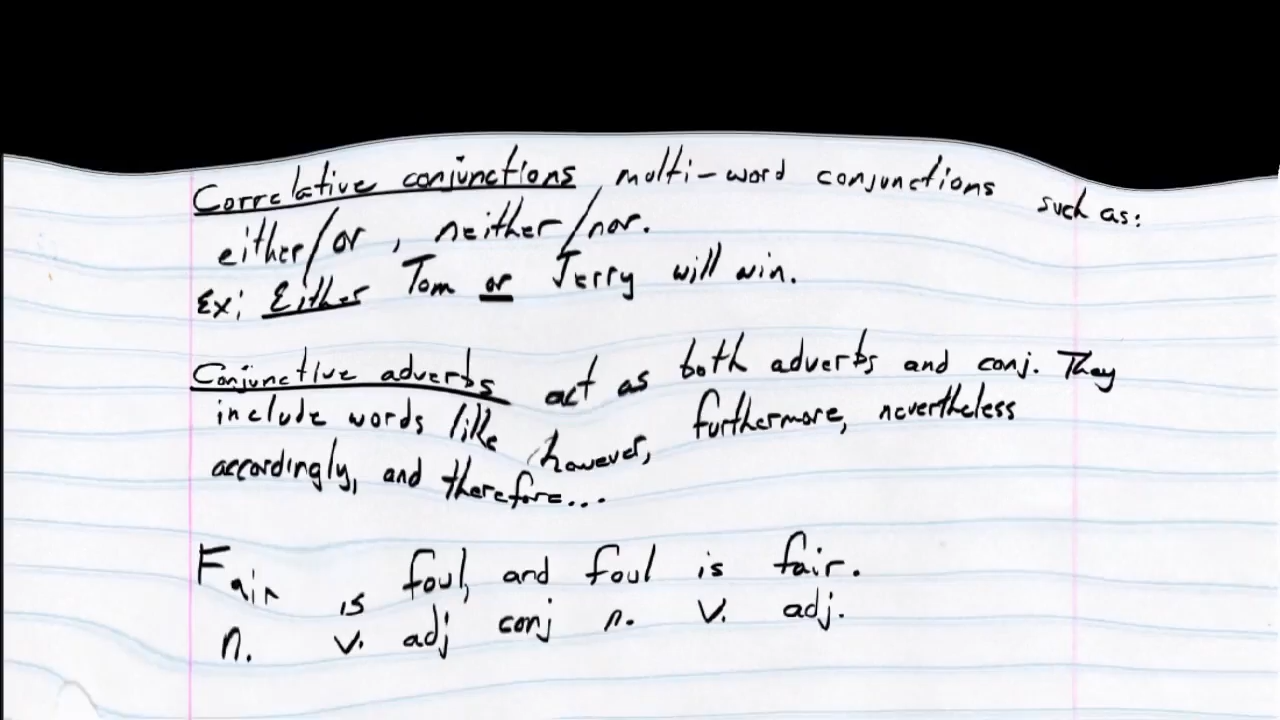 Correlative conjunctions, multi-word conjunctions such as:
either/or, neither/nor.
Ex: Either Tom or Jerry will win.
Conjunctive adverbs act as both adverbs and conj. They
include words like however, furthermore, nevertheless
accordingly, and therefore...
Fair is foul, and foul is fair.
n. v. adj conj n. v. adj.